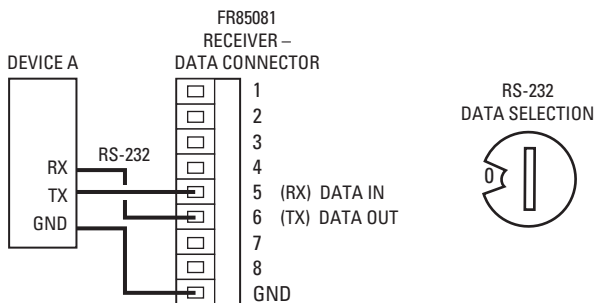 FR85081
RECEIVER –
DATA CONNECTOR
DEVICE A
RS-232
RX
TX
GND
1
2
3
4
5 (RX) DATA IN
6 (TX) DATA OUT
7
8
GND
RS-232
DATA SELECTION
0